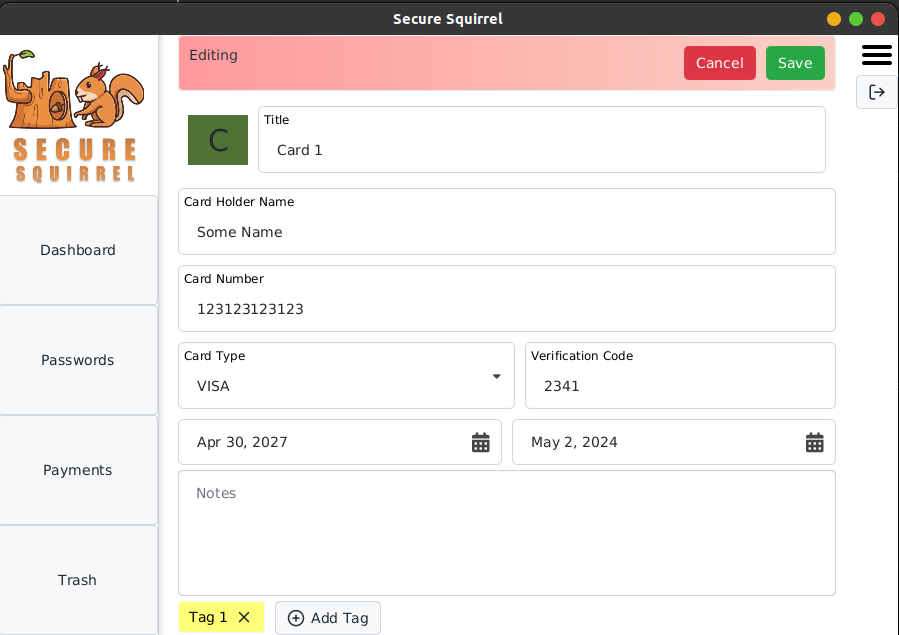 Secure Squirrel
SECURE
SQUIRREL
Dashboard
Passwords
Payments
Trash
Editing
Cancel
Save
C
Title
Card 1
Card Holder Name
Some Name
Card Number
123123123123
Card Type
VISA
Verification Code
2341
Apr 30, 2027
May 2, 2024
Notes
Tag 1
Add Tag